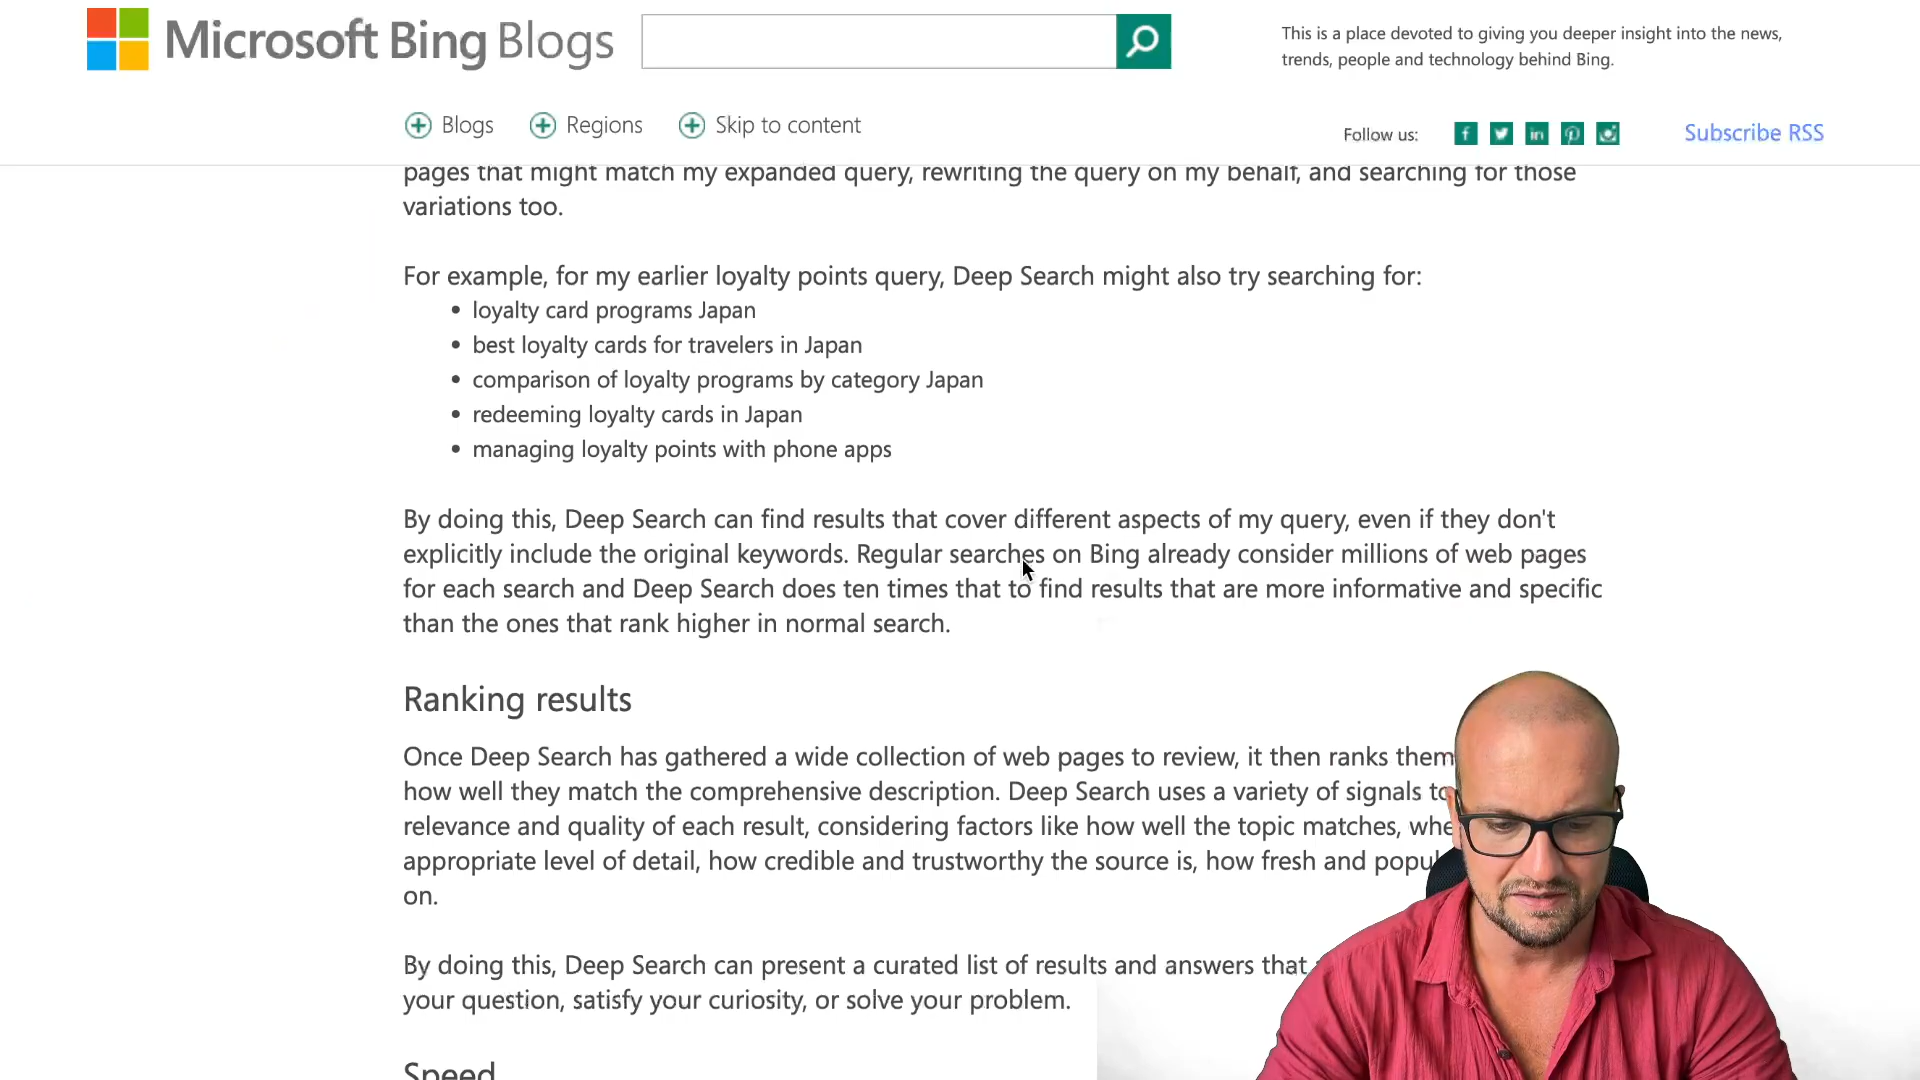 Microsoft Bing Blogs
This is a place devoted to giving you deeper insight into the news,
trends, people and technology behind Bing.
Blogs
Regions
Skip to content
Follow us:
Subscribe RSS
pages that might match my expanded query, rewriting the query on my behalf, and searching for those
variations too.
For example, for my earlier loyalty points query, Deep Search might also try searching for:
• loyalty card programs Japan
• best loyalty cards for travelers in Japan
• comparison of loyalty programs by category Japan
• redeeming loyalty cards in Japan
• managing loyalty points with phone apps
By doing this, Deep Search can find results that cover different aspects of my query, even if they don't
explicitly include the original keywords. Regular searches on Bing already consider millions of web pages
for each search and Deep Search does ten times that to find results that are more informative and specific
than the ones that rank higher in normal search.
Ranking results
Once Deep Search has gathered a wide collection of web pages to review, it then ranks them
how well they match the comprehensive description. Deep Search uses a variety of signals to
relevance and quality of each result, considering factors like how well the topic matches,
appropriate level of detail, how credible and trustworthy the source is, how fresh and
on.
By doing this, Deep Search can present a curated list of results and answers that
your question, satisfy your curiosity, or solve your problem.
Speed